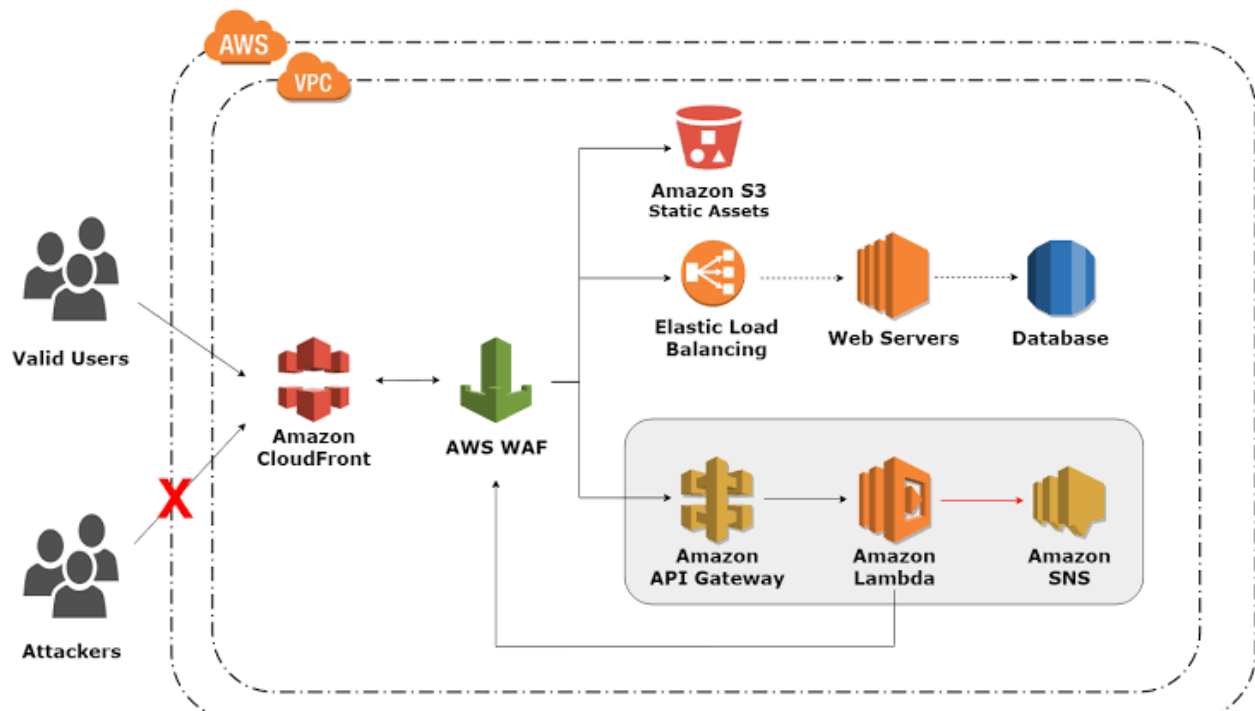 AWS
VPC
Amazon S3
Static Assets
Valid Users
Elastic Load
Balancing
Web Servers
Database
Amazon
CloudFront
AWS WAF
X
Amazon
API Gateway
Amazon
Lambda
Amazon
SNS
Attackers